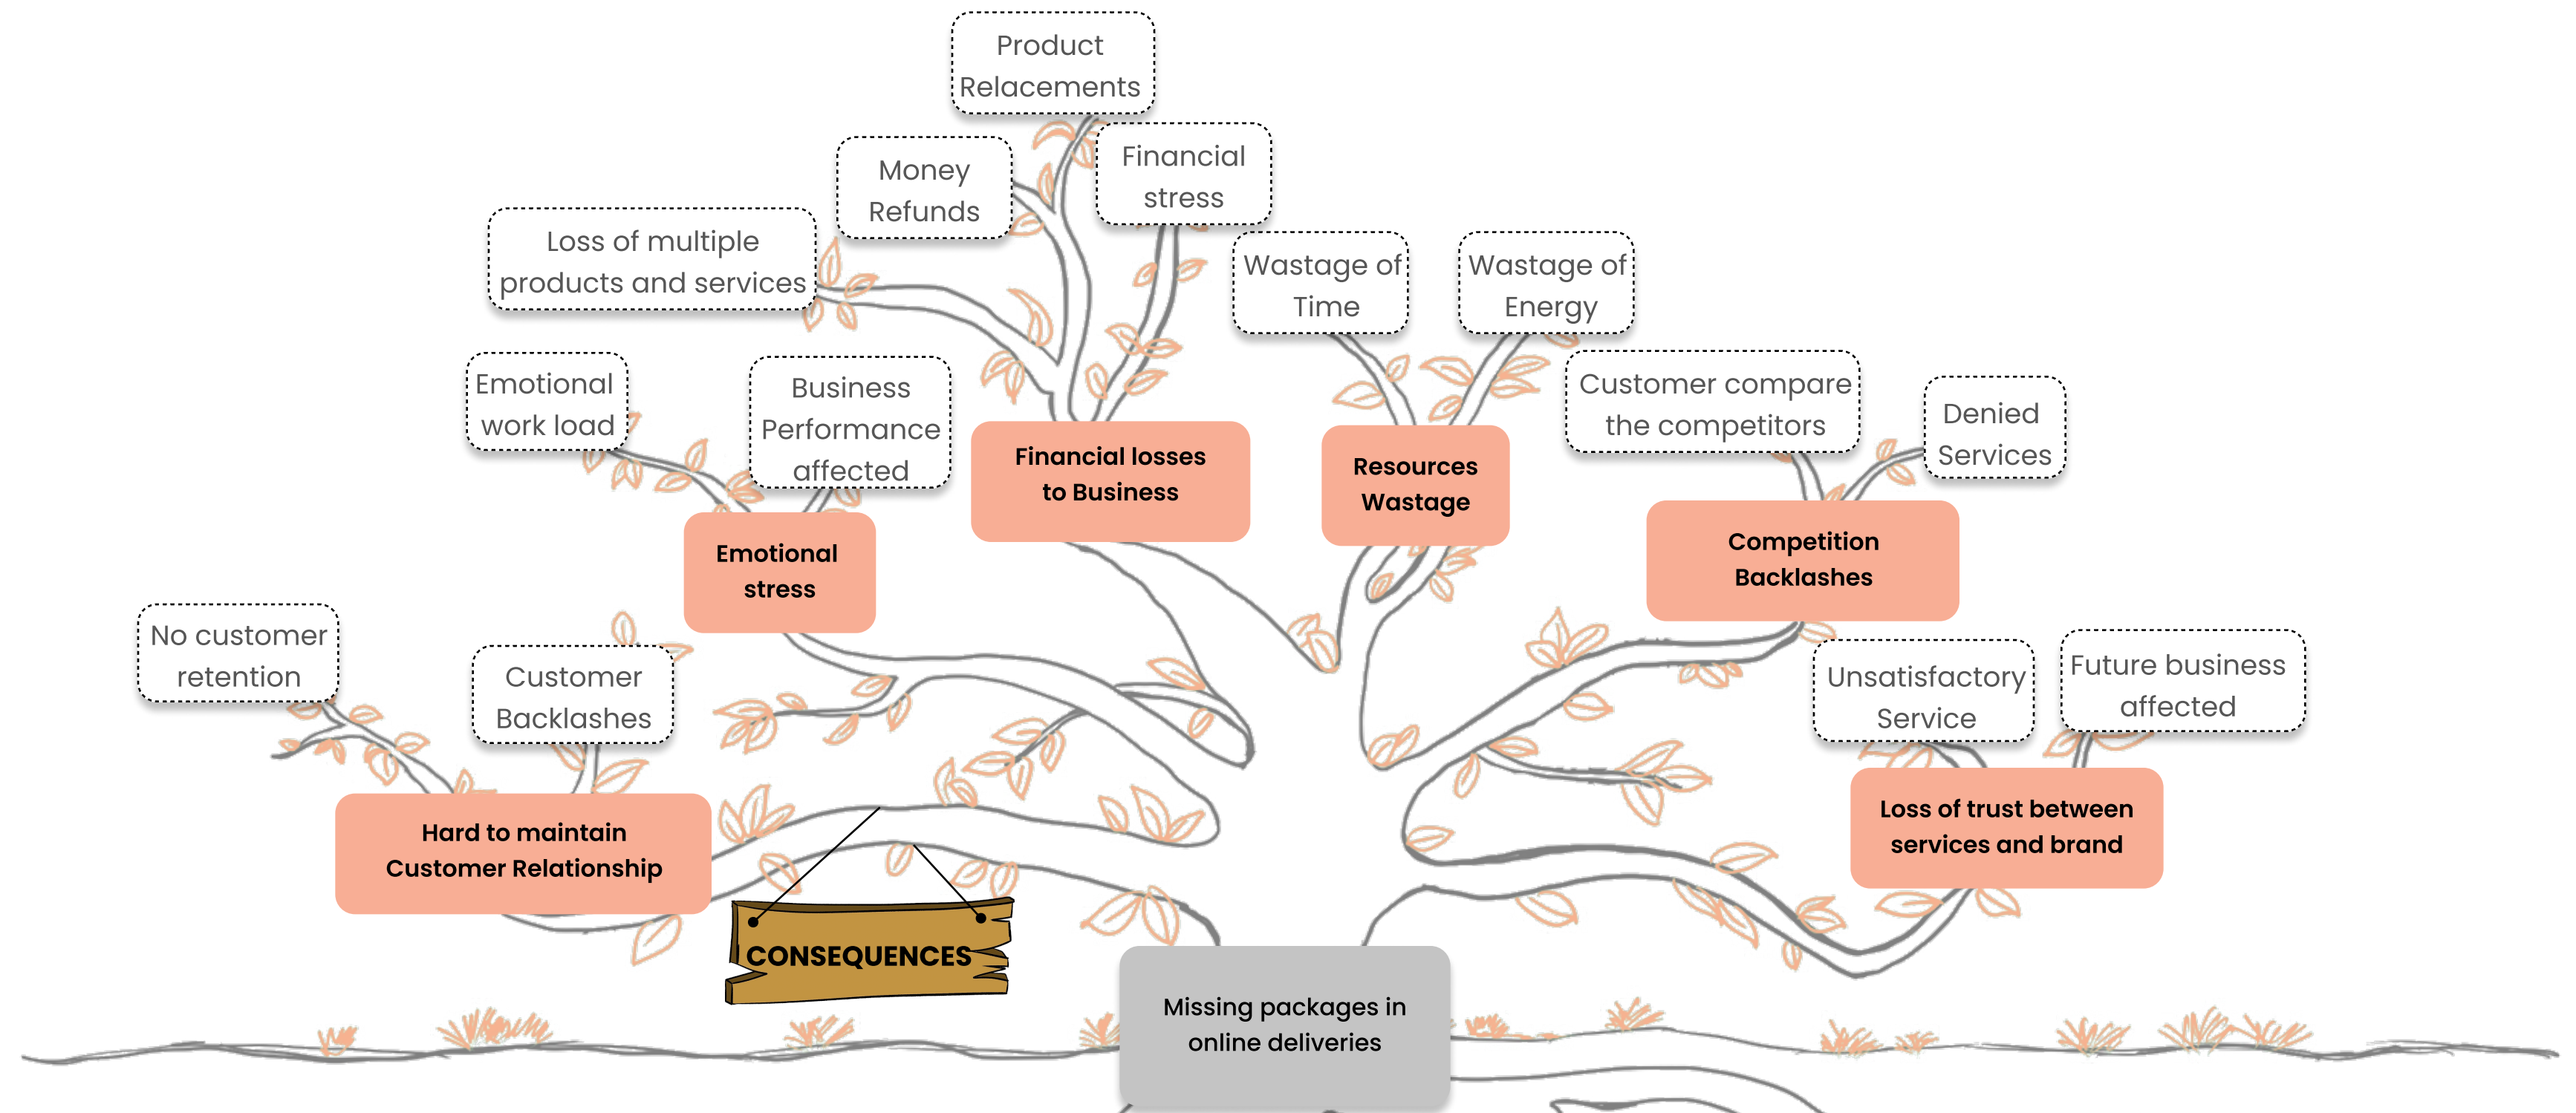 Product
Relacements
Money
Refunds
Financial
stress
Loss of multiple
products and services
Wastage of
Time
Wastage of
Energy
Emotional
work load
Business
Performance
affected
Customer compare
the competitors
Denied
Services
Financial losses
to Business
Resources
Wastage
Emotional
stress
Competition
Backlashes
No customer
retention
Customer
Backlashes
Unsatisfactory
Service
Future business
affected
Hard to maintain
Customer Relationship
Loss of trust between
services and brand
CONSEQUENCES
Missing packages in
online deliveries